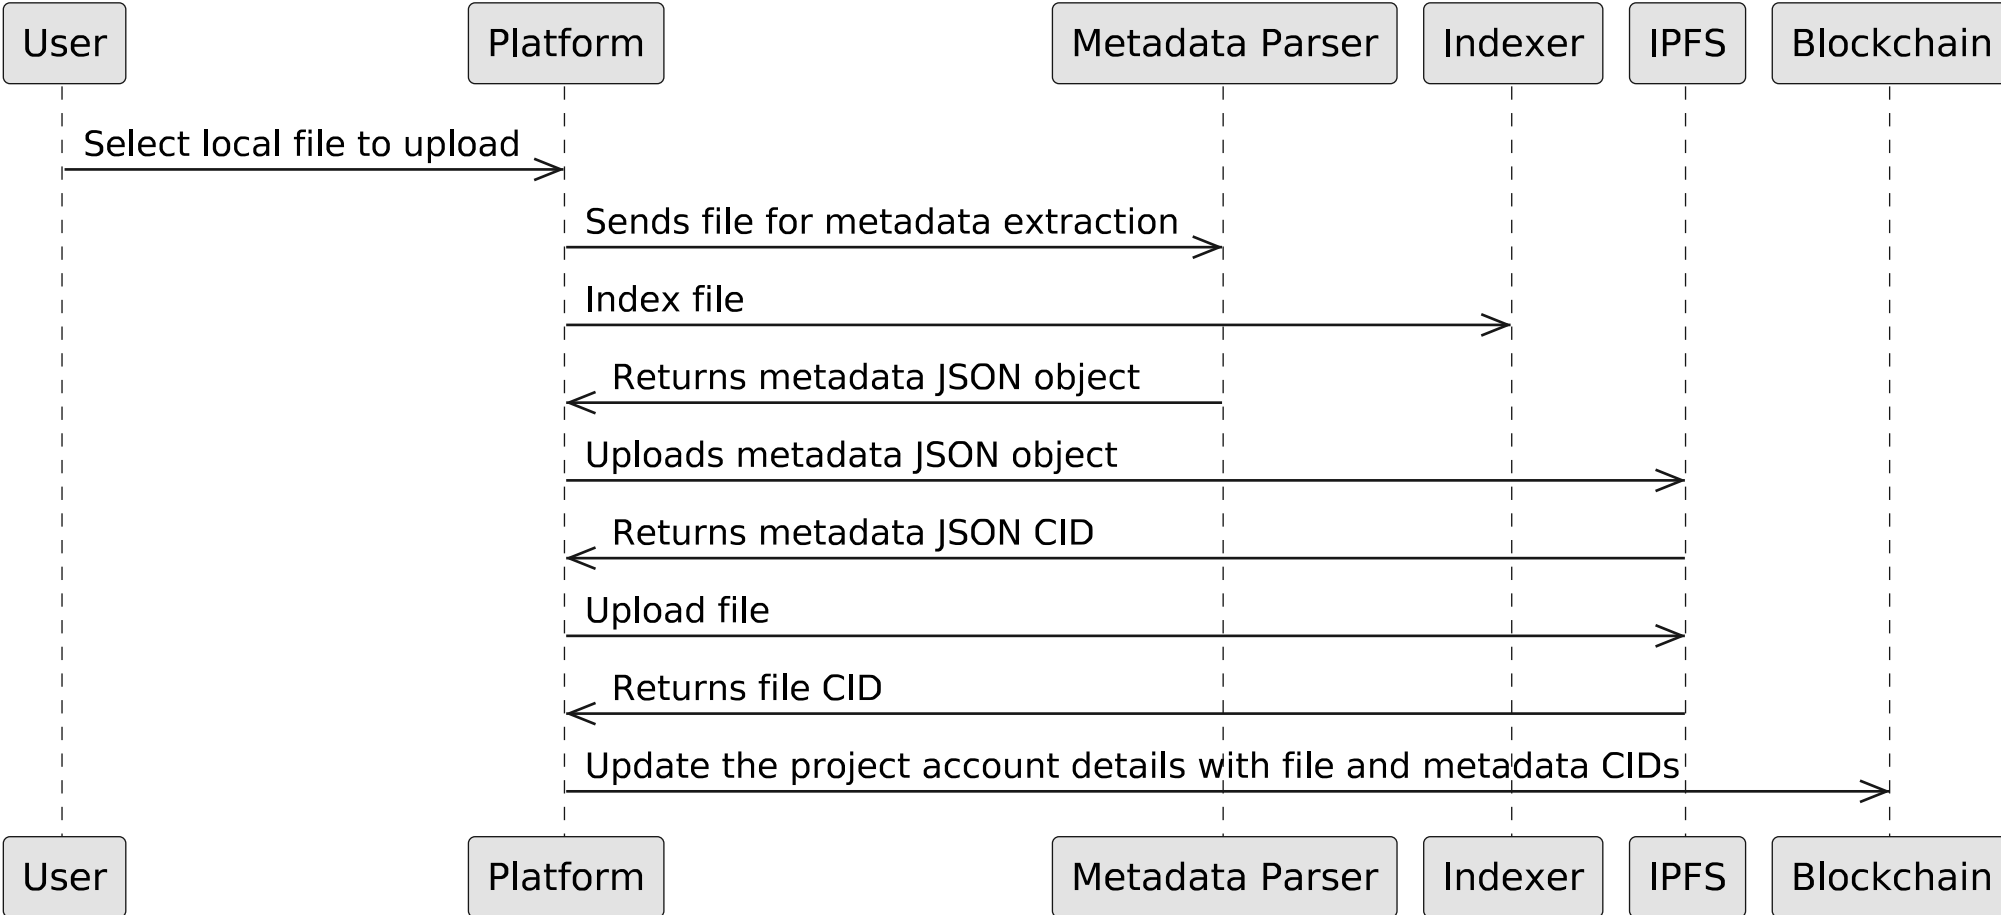 User Platform Metadata Parser Indexer IPFS Blockchain
Select local file to upload
Sends file for metadata extraction
Index file
Returns metadata JSON object
Uploads metadata JSON object
Returns metadata JSON CID
Upload file
Returns file CID
Update the project account details with file and metadata CIDs
User Platform Metadata Parser Indexer IPFS Blockchain